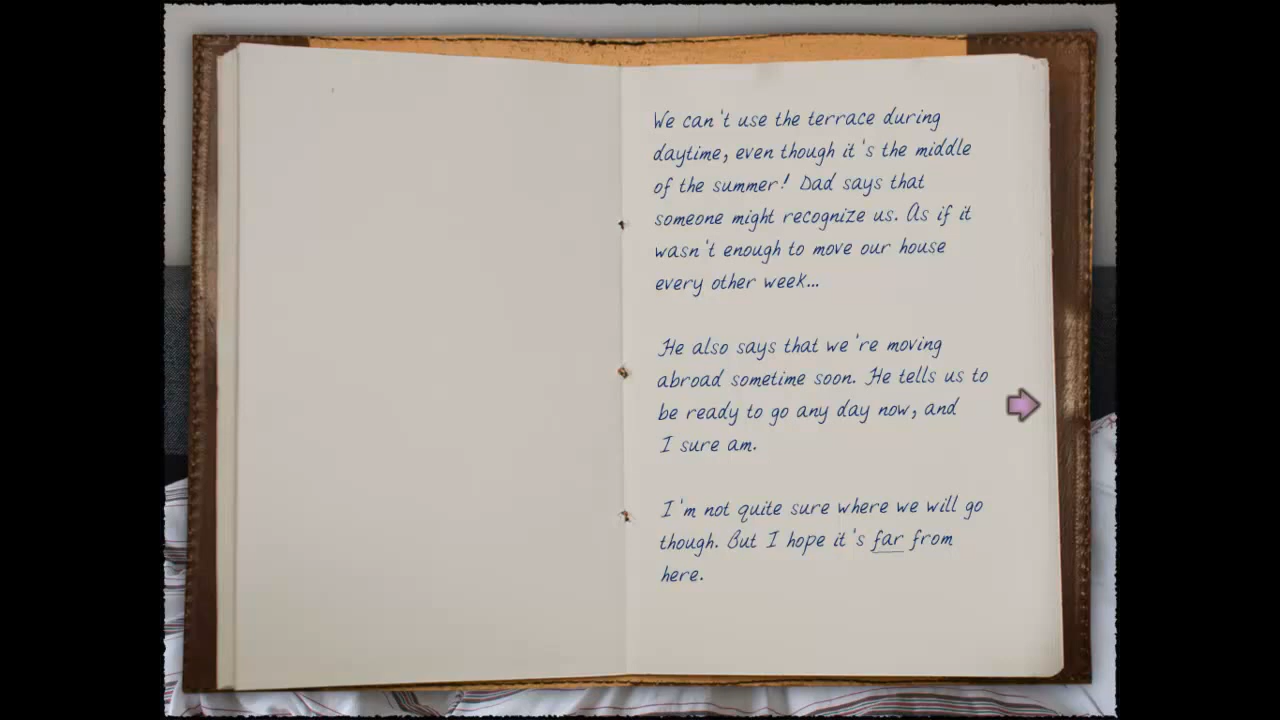 We can't use the terrace during
daytime, even though it's the middle
of the summer! Dad says that
someone might recognize us. As if it
wasn't enough to move our house
every other week...
He also says that we're moving
abroad sometime soon. He tells us to
be ready to go any day now, and
I sure am.
I'm not quite sure where we will go
though. But I hope it's far from
here.